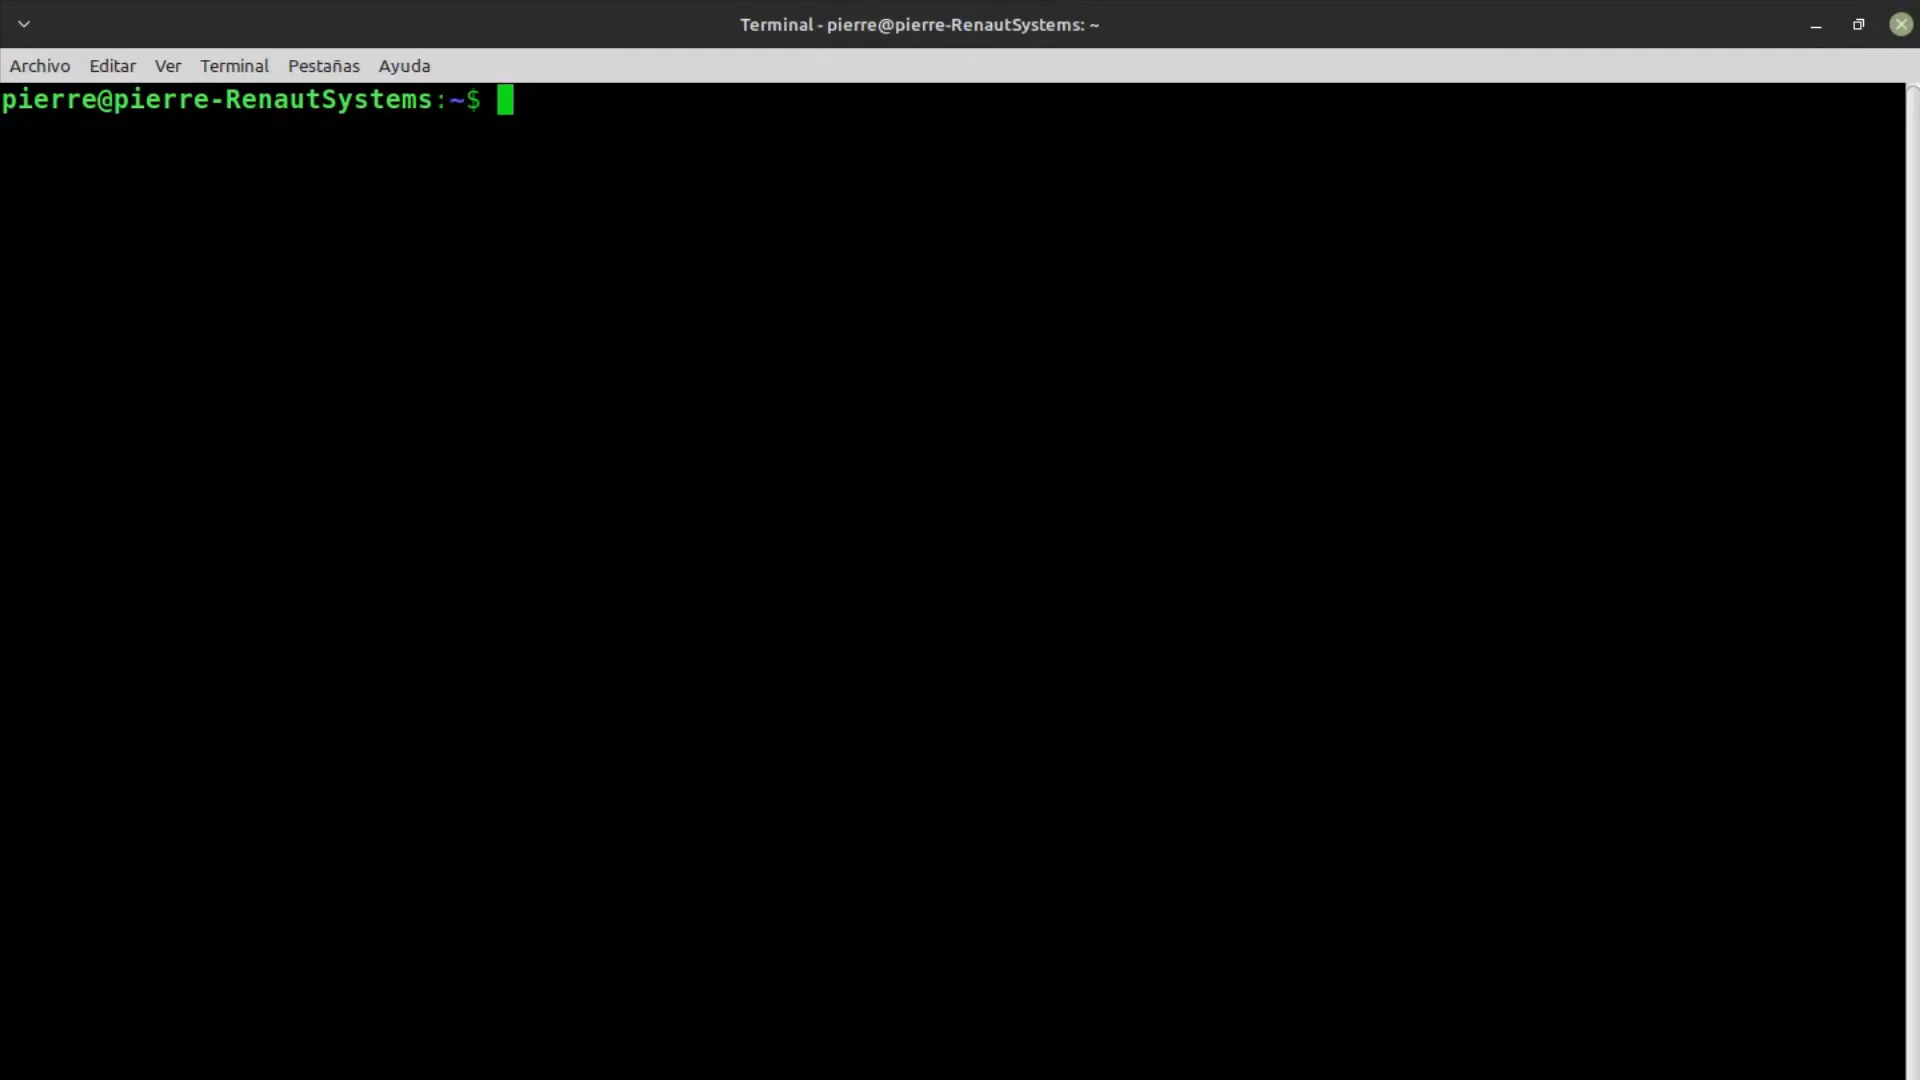 Terminal - pierre@pierre-RenautSystems: ~
Archivo Editar Ver Terminal Pestañas Ayuda
pierre@pierre-RenautSystems:~$